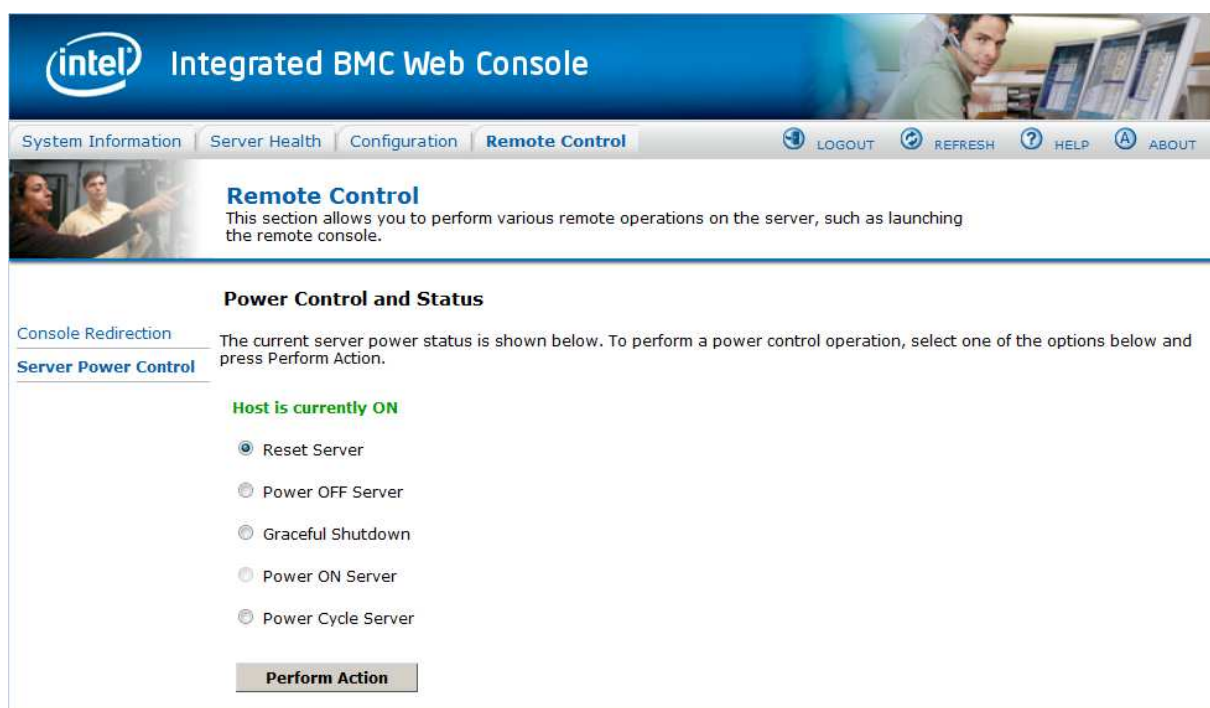 intel
Integrated BMC Web Console
System Information
Server Health
Configuration
Remote Control
LOGOUT
REFRESH
? HELP
A ABOUT
Remote Control
This section allows you to perform various remote operations on the server, such as launching
the remote console.
Console Redirection
Server Power Control
Power Control and Status
The current server power status is shown below. To perform a power control operation, select one of the options below and
press Perform Action.
Host is currently ON
Reset Server
Power OFF Server
Graceful Shutdown
Power ON Server
Power Cycle Server
Perform Action